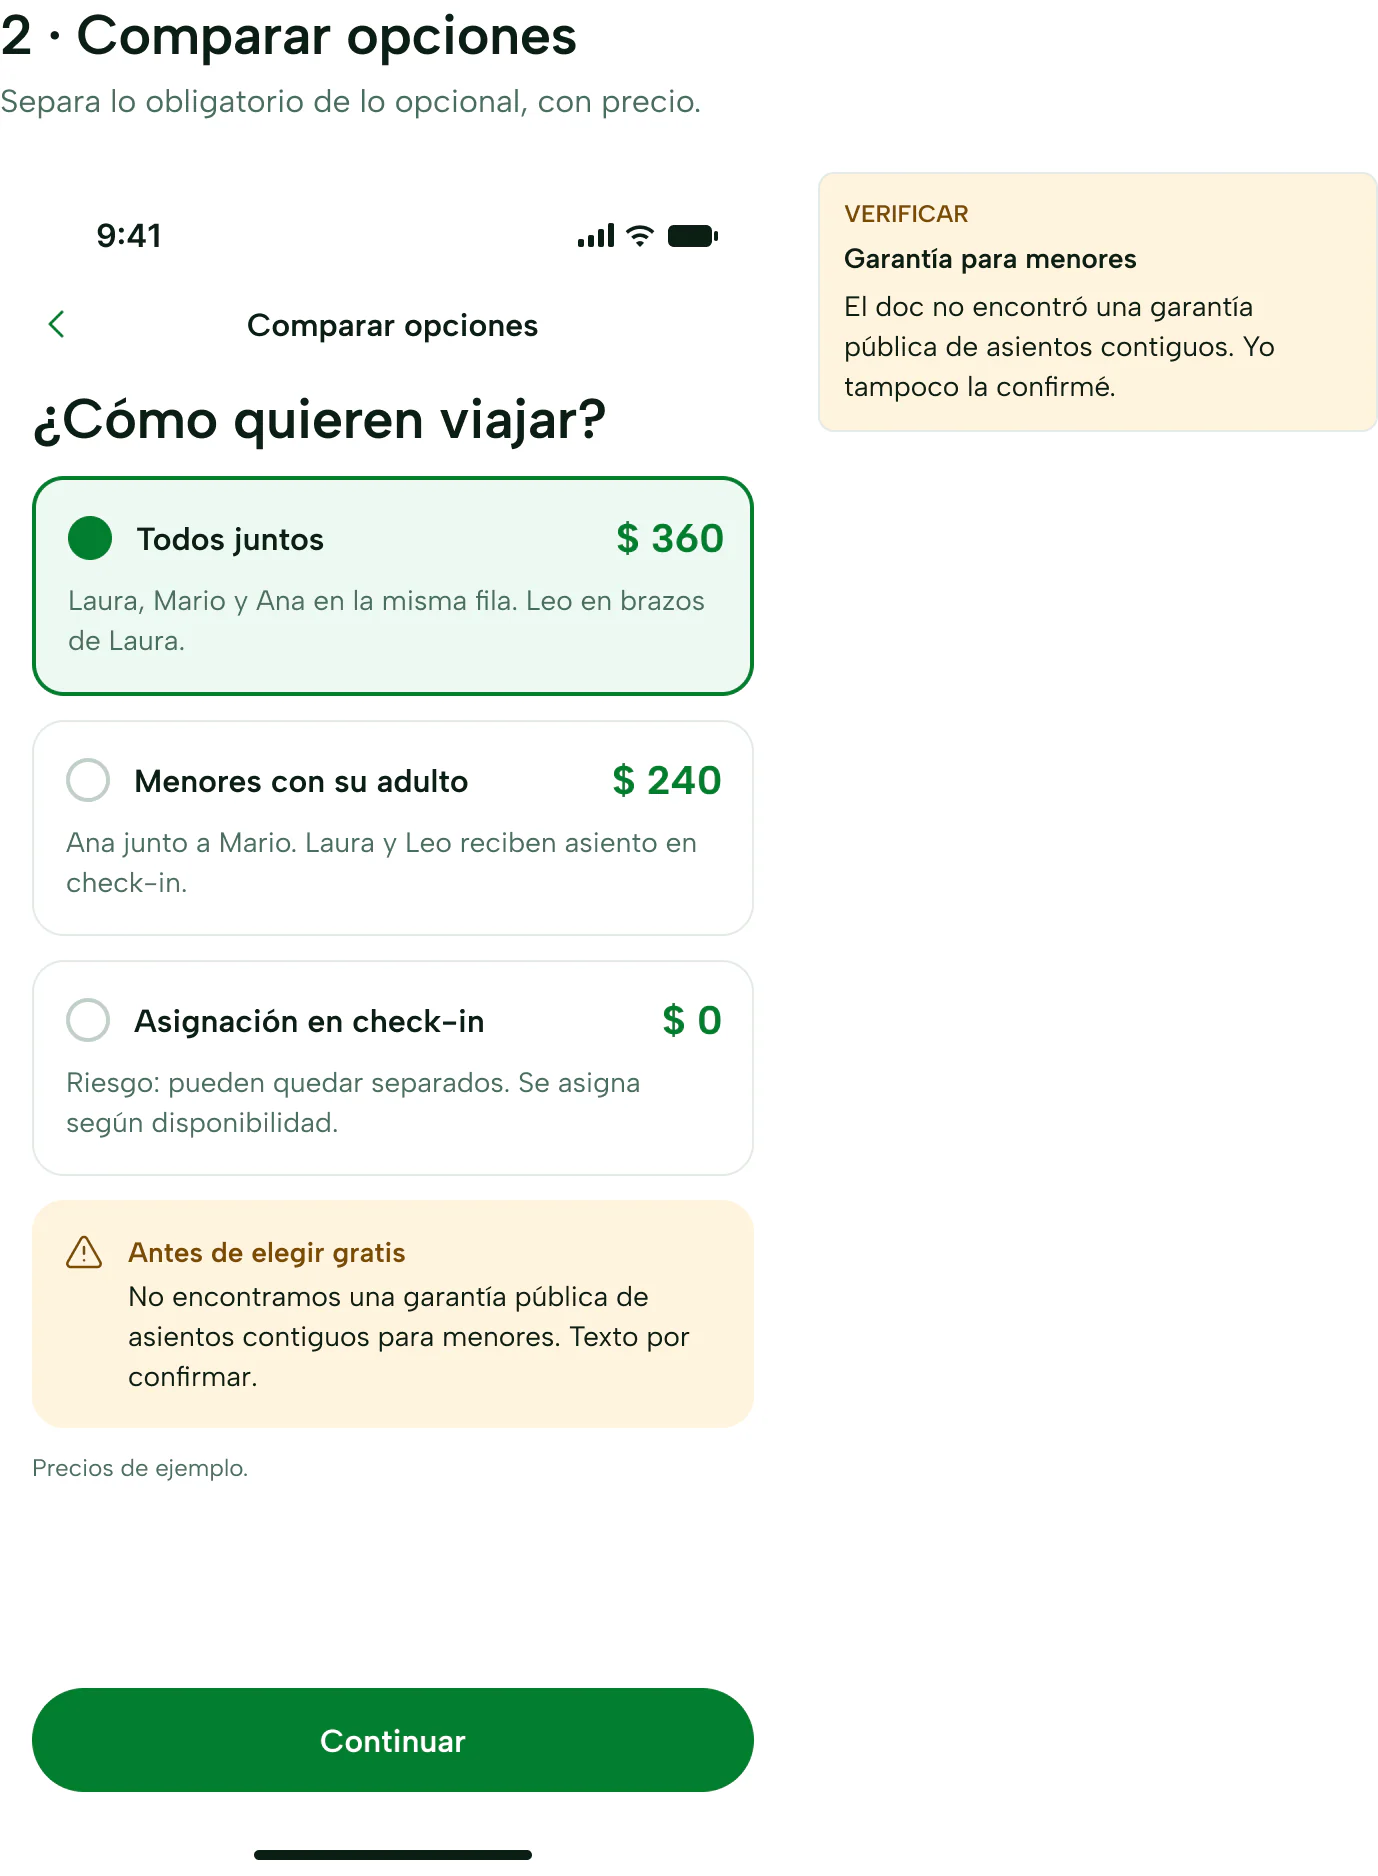 2 · Comparar opciones
Separa lo obligatorio de lo opcional, con precio.
9:41
Comparar opciones
¿Cómo quieren viajar?
Todos juntos
$ 360
Laura, Mario y Ana en la misma fila. Leo en brazos
de Laura.
Menores con su adulto
$ 240
Ana junto a Mario. Laura y Leo reciben asiento en
check-in.
Asignación en check-in
$ 0
Riesgo: pueden quedar separados. Se asigna
según disponibilidad.
Antes de elegir gratis
No encontramos una garantía pública de
asientos contiguos para menores. Texto por
confirmar.
Precios de ejemplo.
Continuar
VERIFICAR
Garantía para menores
El doc no encontró una garantía
pública de asientos contiguos. Yo
tampoco la confirmé.